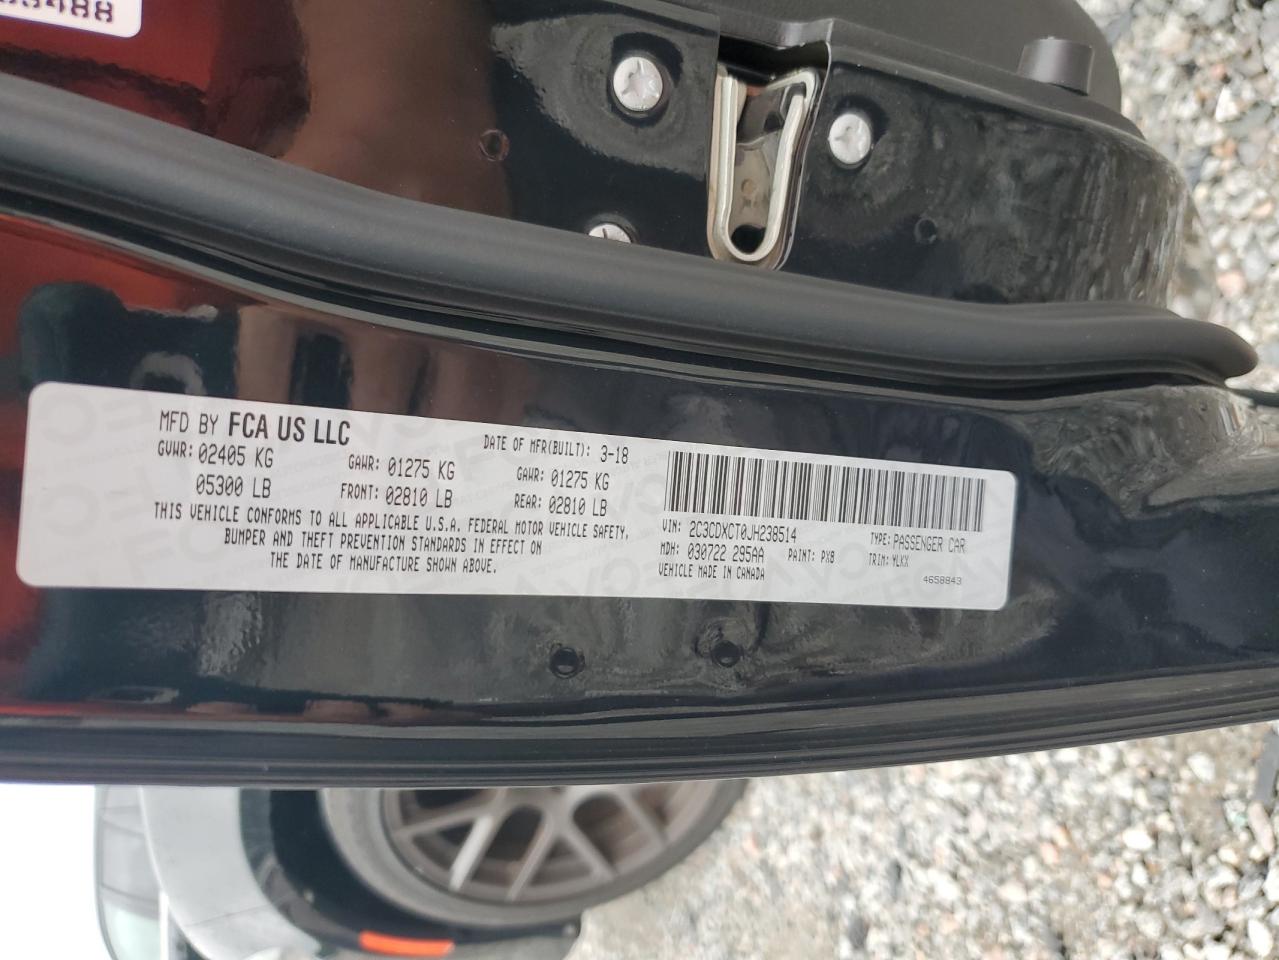 MFD BY FCA US LLC
DATE OF MFR(BUILT): 3-18
GVWR: 02405 KG
GAWR: 01275 KG
GAWR: 01275 KG
05300 LB
FRONT: 02810 LB
REAR: 02810 LB
THIS VEHICLE CONFORMS TO ALL APPLICABLE U.S.A. FEDERAL MOTOR VEHICLE SAFETY,
BUMPER AND THEFT PREVENTION STANDARDS IN EFFECT ON
THE DATE OF MANUFACTURE SHOWN ABOVE.
VIN: 2C3CDXCT0JH238514
TYPE: PASSENGER CAR
MDH: 030722 295AA
PAINT: PX8
TRIM: YLKX
VEHICLE MADE IN CANADA
4658843